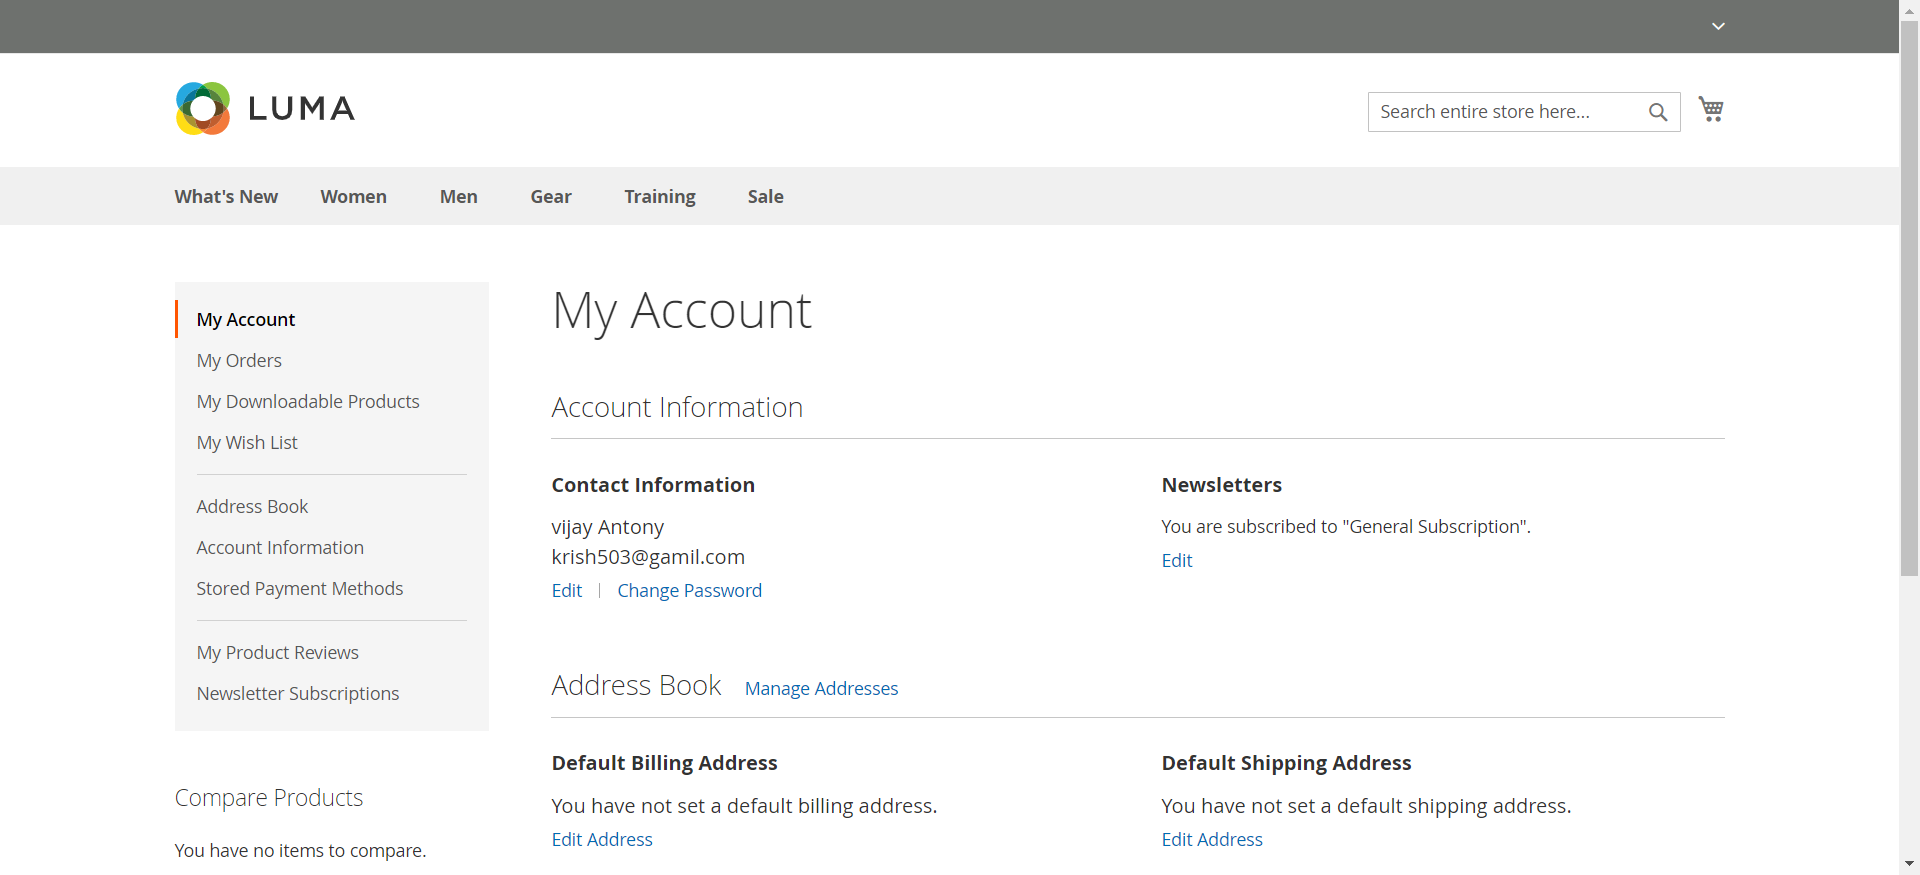 LUMA
Search entire store here...
What's New Women Men Gear Training Sale
My Account
My Orders
My Downloadable Products
My Wish List
Address Book
Account Information
Stored Payment Methods
My Product Reviews
Newsletter Subscriptions
Compare Products
You have no items to compare.
My Account
Account Information
Contact Information
vijay Antony
krish503@gamil.com
Edit | Change Password
Newsletters
You are subscribed to "General Subscription".
Edit
Address Book Manage Addresses
Default Billing Address
You have not set a default billing address.
Edit Address
Default Shipping Address
You have not set a default shipping address.
Edit Address